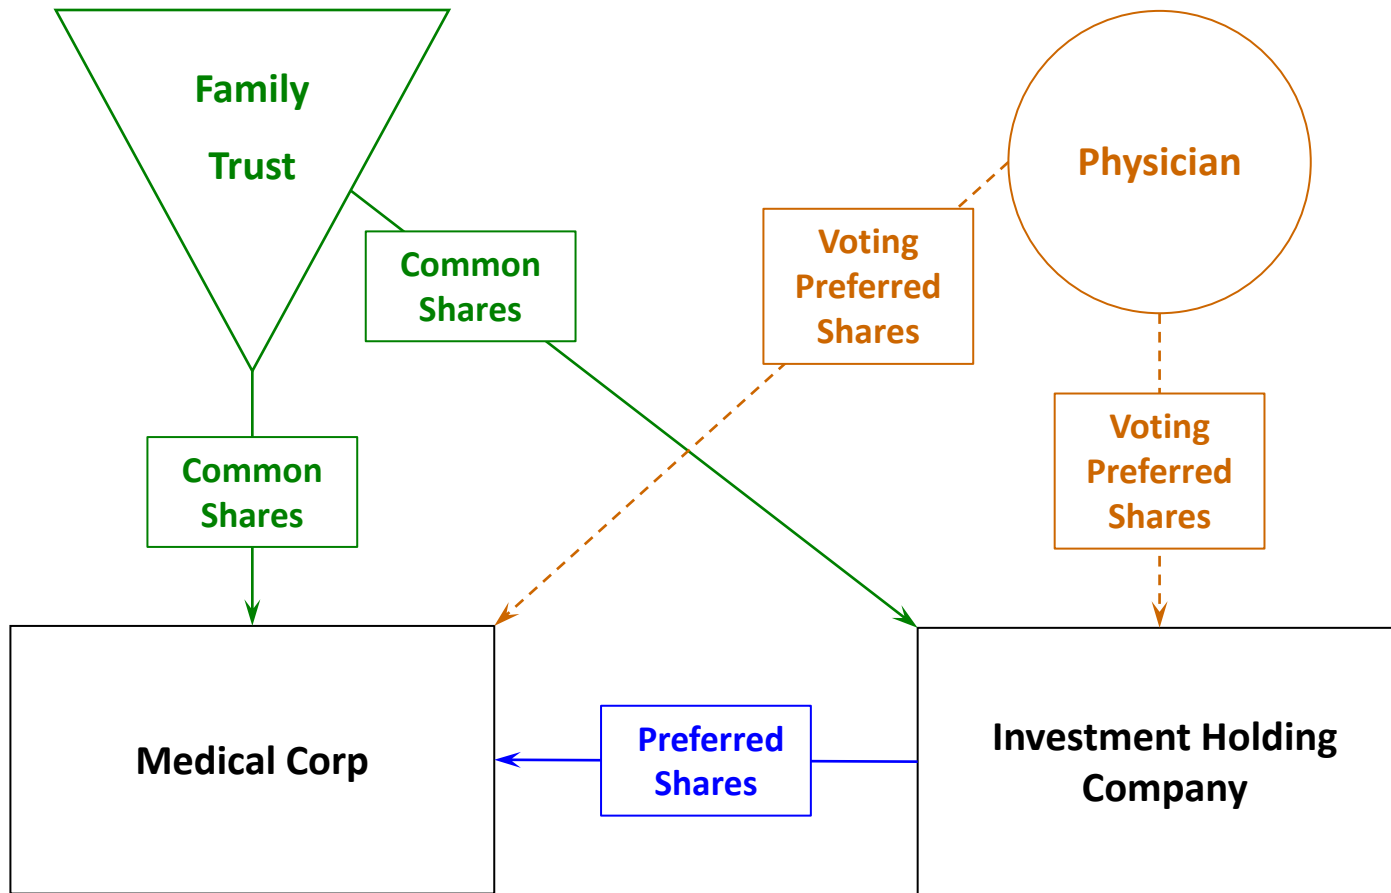 Family
Trust
Physician
Common
Shares
Voting
Preferred
Shares
Common
Shares
Voting
Preferred
Shares
Medical Corp
Preferred
Shares
Investment Holding
Company